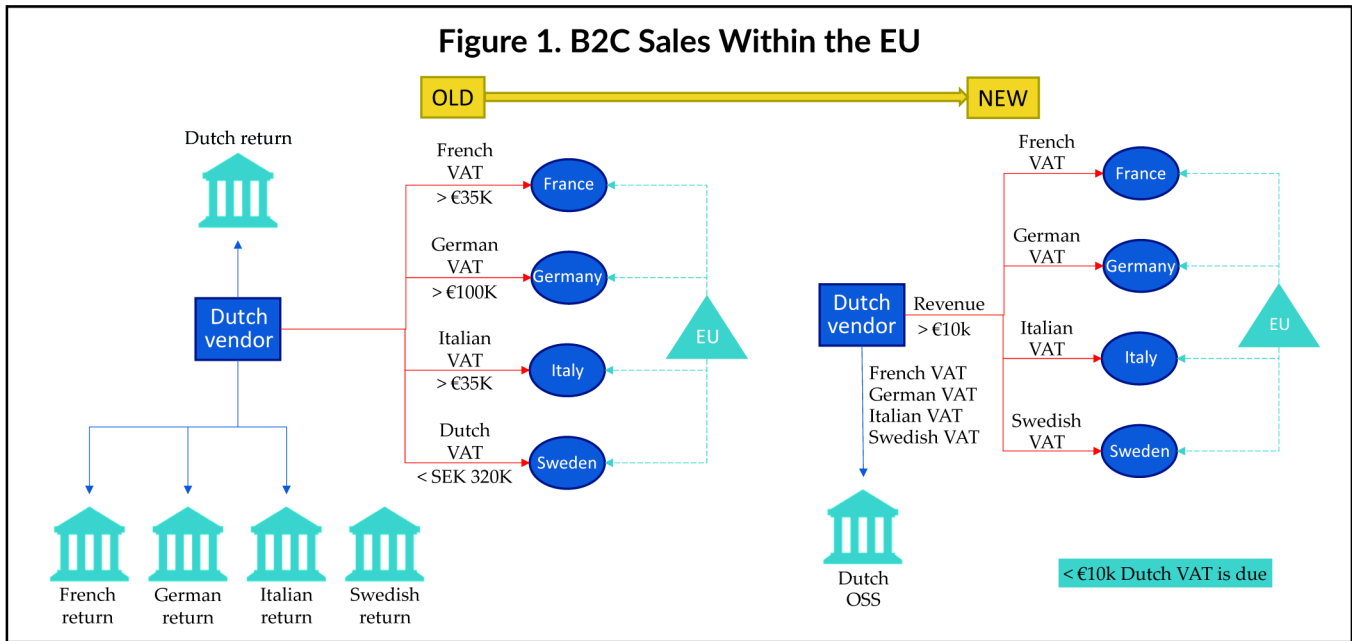 Figure 1. B2C Sales Within the EU
OLD
NEW
Dutch return
French
VAT
> €35K
France
German
VAT
> €100K
Germany
Dutch
vendor
Italian
VAT
> €35K
Italy
EU
Dutch
VAT
< SEK 320K
Sweden
French
return
German
return
Italian
return
Swedish
return
French
VAT
France
German
VAT
Germany
Dutch
vendor
Revenue
> €10k
EU
Italian
VAT
Italy
French VAT
German VAT
Italian VAT
Swedish VAT
Swedish
VAT
Sweden
Dutch
OSS
< €10k Dutch VAT is due